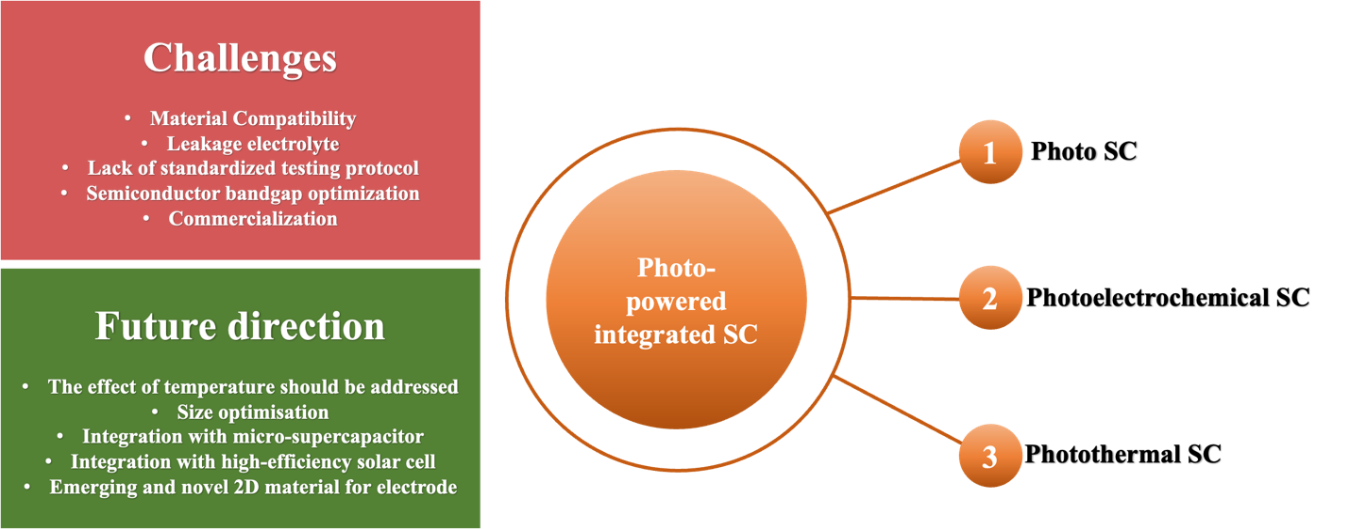 Challenges
• Material Compatibility
• Leakage electrolyte
• Lack of standardized testing protocol
• Semiconductor bandgap optimization
• Commercialization
Future direction
• The effect of temperature should be addressed
• Size optimisation
• Integration with micro-supercapacitor
• Integration with high-efficiency solar cell
• Emerging and novel 2D material for electrode
Photo-
powered
integrated SC
1 Photo SC
2 Photoelectrochemical SC
3 Photothermal SC